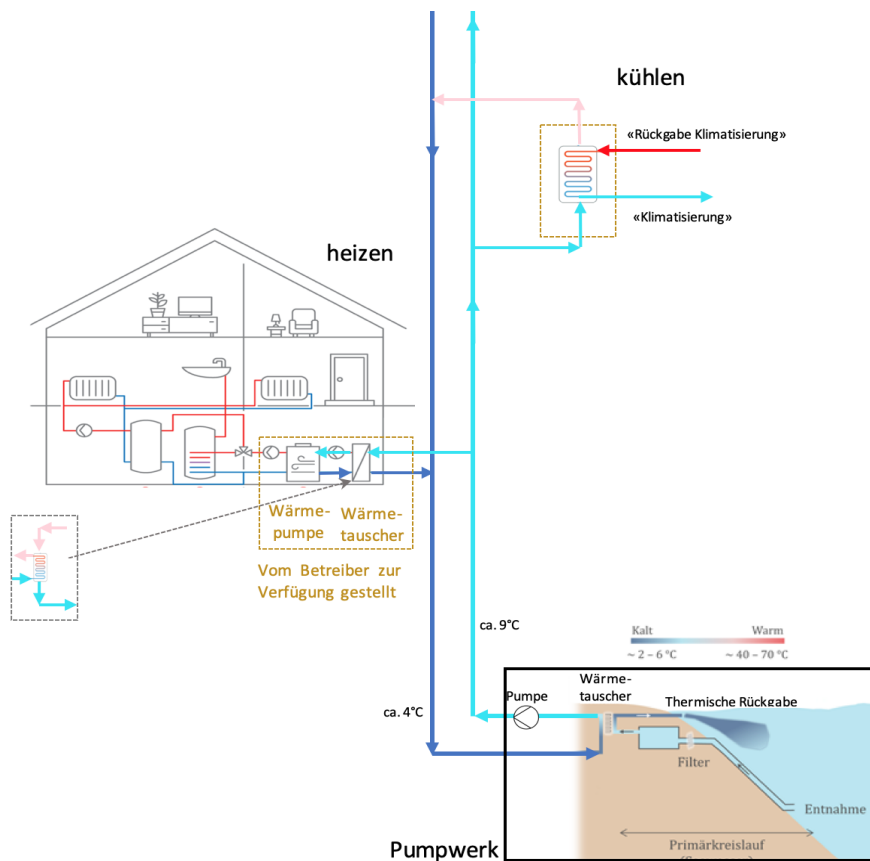 kühlen
«Rückgabe Klimatisierung»
«Klimatisierung»
heizen
Wärme-
pumpe
Wärme-
tauscher
Vom Betreiber zur
Verfügung gestellt
ca. 9°C
ca. 4°C
Kalt
Warm
~ 2 – 6 °C
~ 40 – 70 °C
Wärme-
tauscher
Pumpe
Thermische Rückgabe
Filter
Entnahme
Primärkreislauf
Pumpwerk